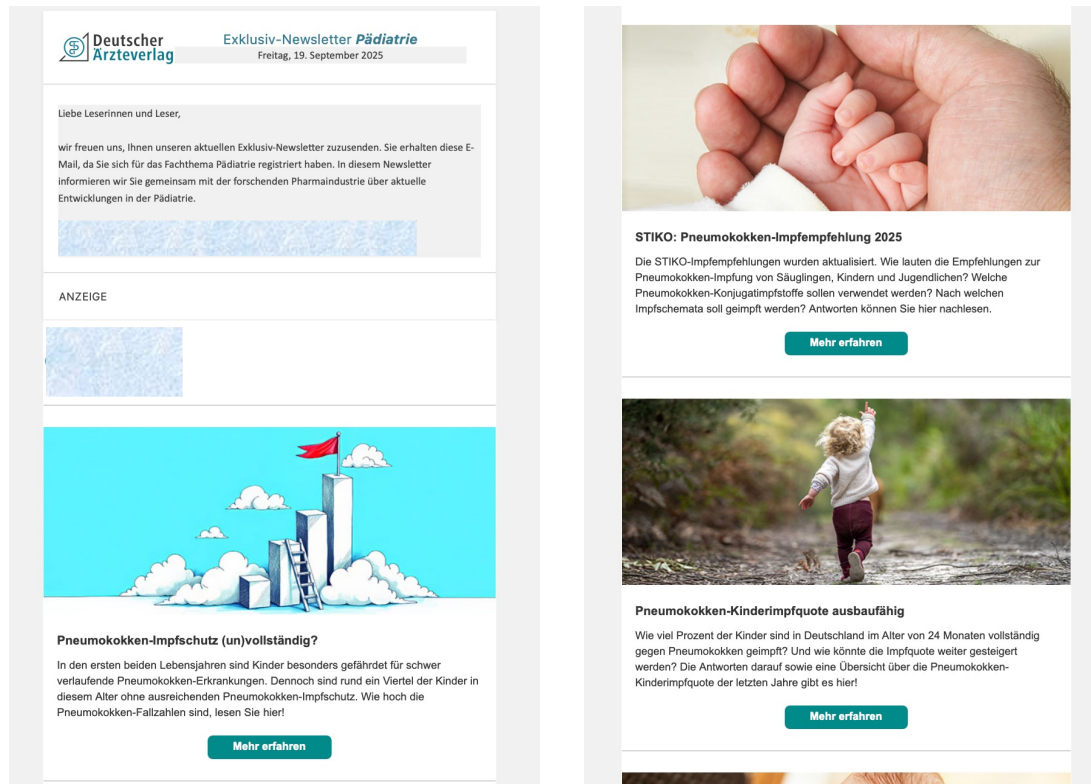 Deutscher
Ärzteverlag
Exklusiv-Newsletter Pädiatrie
Freitag, 19. September 2025
Liebe Leserinnen und Leser,
wir freuen uns, Ihnen unseren aktuellen Exklusiv-Newsletter zuzusenden. Sie erhalten diese E-
Mail, da Sie sich für das Fachthema Pädiatrie registriert haben. In diesem Newsletter
informieren wir Sie gemeinsam mit der forschenden Pharmaindustrie über aktuelle
Entwicklungen in der Pädiatrie.
ANZEIGE
Pneumokokken-Impfschutz (un)vollständig?
In den ersten beiden Lebensjahren sind Kinder besonders gefährdet für schwer
verlaufende Pneumokokken-Erkrankungen. Dennoch sind rund ein Viertel der Kinder in
diesem Alter ohne ausreichenden Pneumokokken-Impfschutz. Wie hoch die
Pneumokokken-Fallzahlen sind, lesen Sie hier!
Mehr erfahren
STIKO: Pneumokokken-Impfempfehlung 2025
Die STIKO-Impfempfehlungen wurden aktualisiert. Wie lauten die Empfehlungen zur
Pneumokokken-Impfung von Säuglingen, Kindern und Jugendlichen? Welche
Pneumokokken-Konjugatimpfstoffe sollen verwendet werden? Nach welchen
Impfschemata soll geimpft werden? Antworten können Sie hier nachlesen.
Mehr erfahren
Pneumokokken-Kinderimpfquote ausbaufähig
Wie viel Prozent der Kinder sind in Deutschland im Alter von 24 Monaten vollständig
gegen Pneumokokken geimpft? Und wie könnte die Impfquote weiter gesteigert
werden? Die Antworten darauf sowie eine Übersicht über die Pneumokokken-
Kinderimpfquote der letzten Jahre gibt es hier!
Mehr erfahren